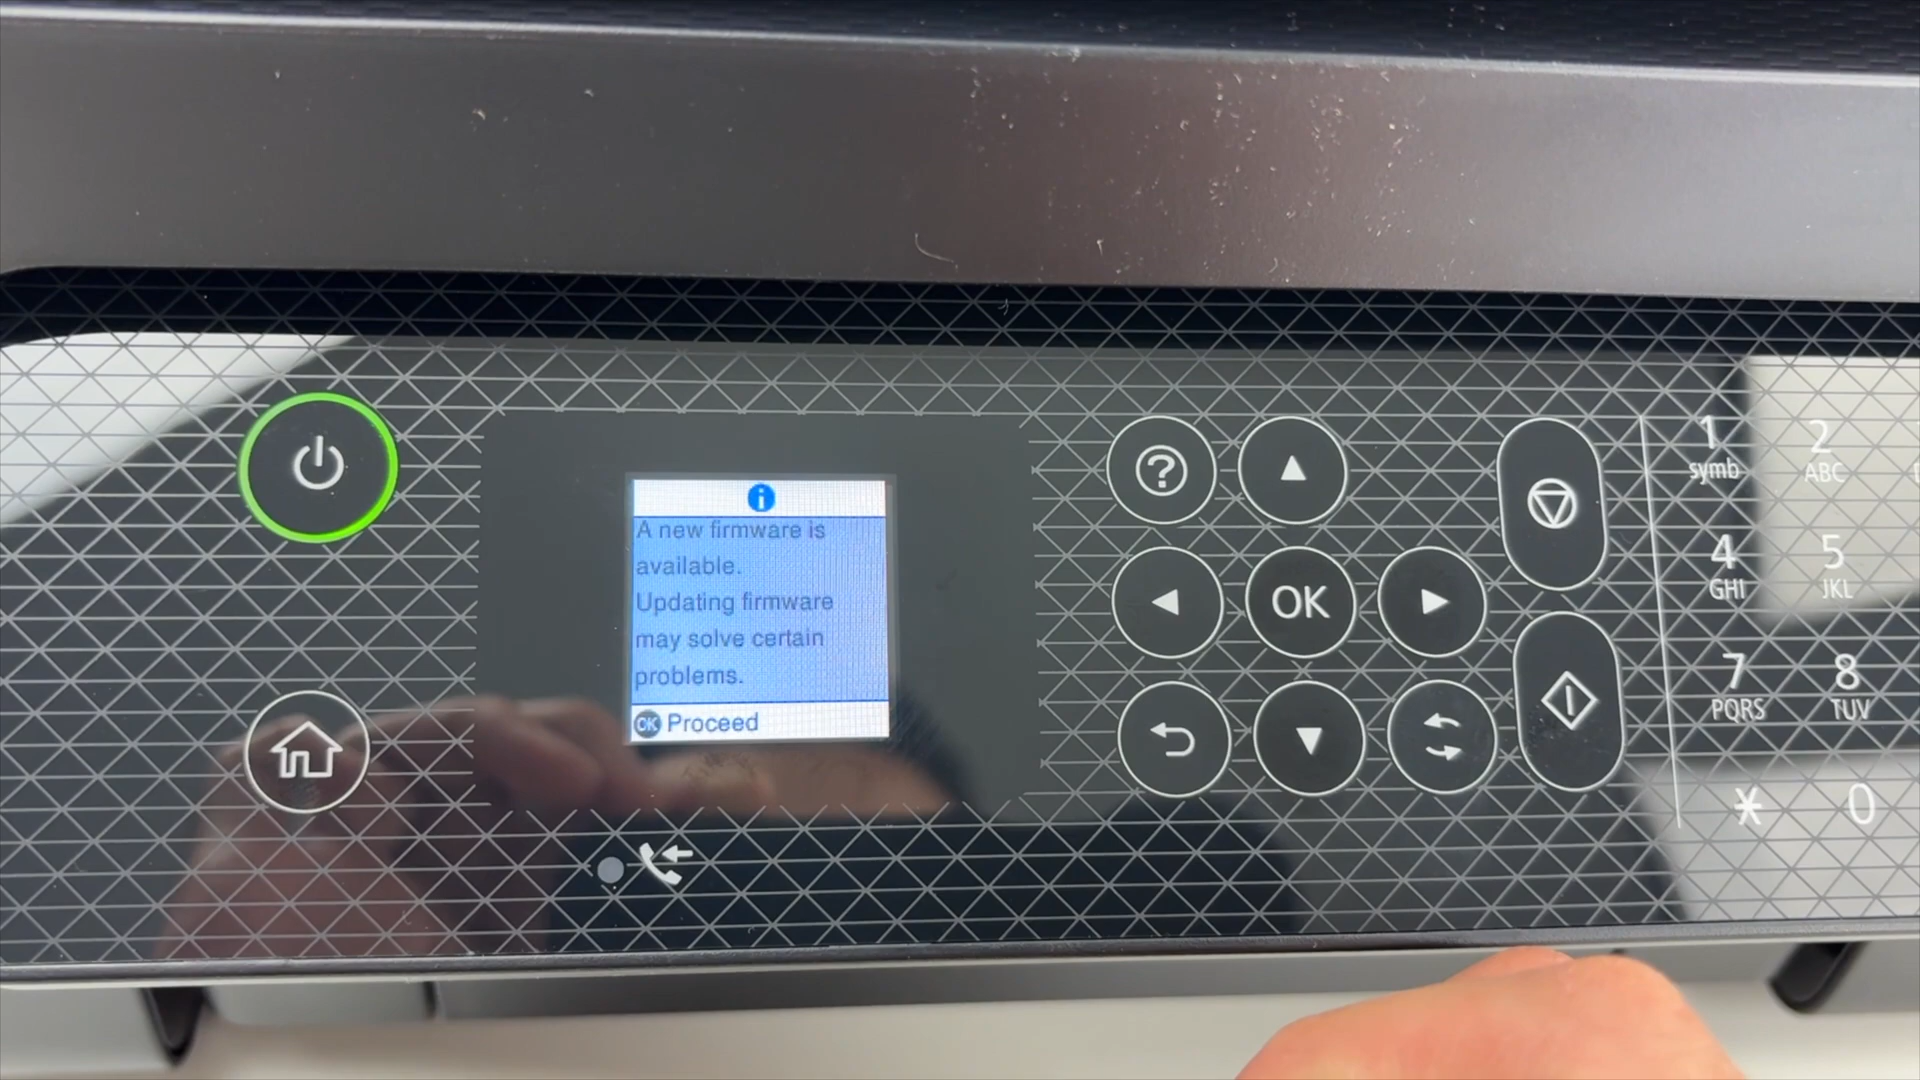 A new firmware is
available.
Updating firmware
may solve certain
problems.
OK Proceed
OK
1
symb
2
ABC
4
GHI
5
JKL
7
PQRS
8
TUV
*
0